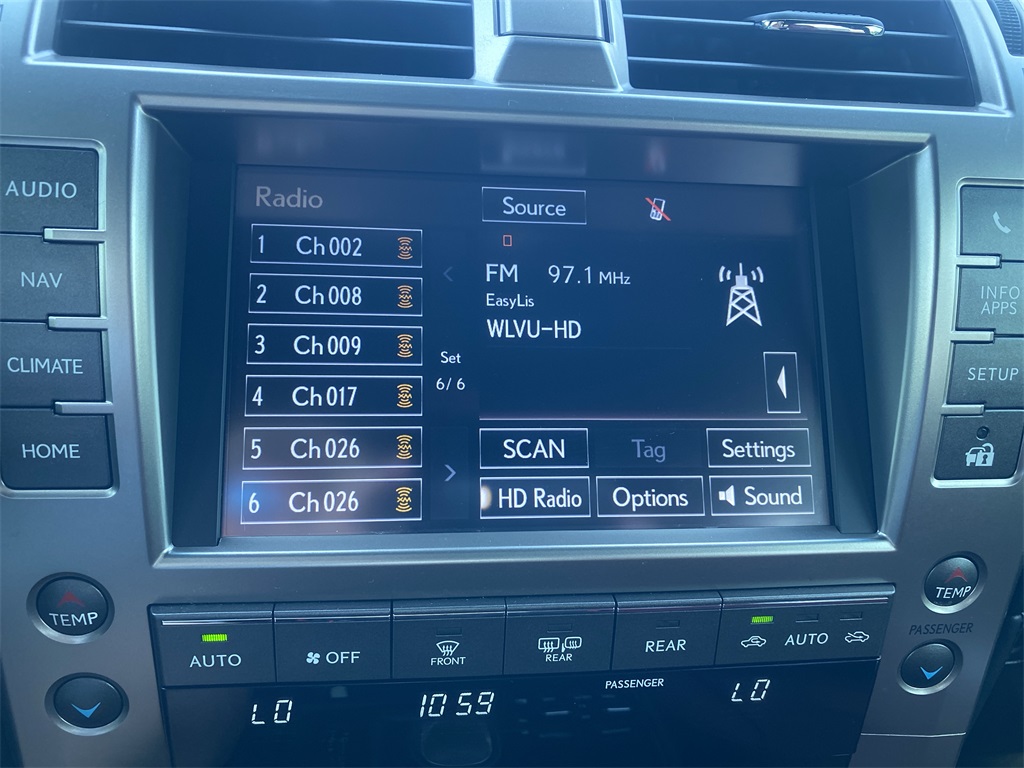 AUDIO
NAV
CLIMATE
HOME
Radio
1 Ch002
2 Ch008
3 Ch009
4 Ch017
5 Ch026
6 Ch026
Set
6/6
Source
FM 97.1 MHz
EasyLis
WLVU-HD
SCAN Tag Settings
HD Radio Options Sound
INFO
APPS
SETUP
TEMP
TEMP
PASSENGER
AUTO
OFF
FRONT
REAR
REAR
AUTO
PASSENGER
LO
10 59
LO